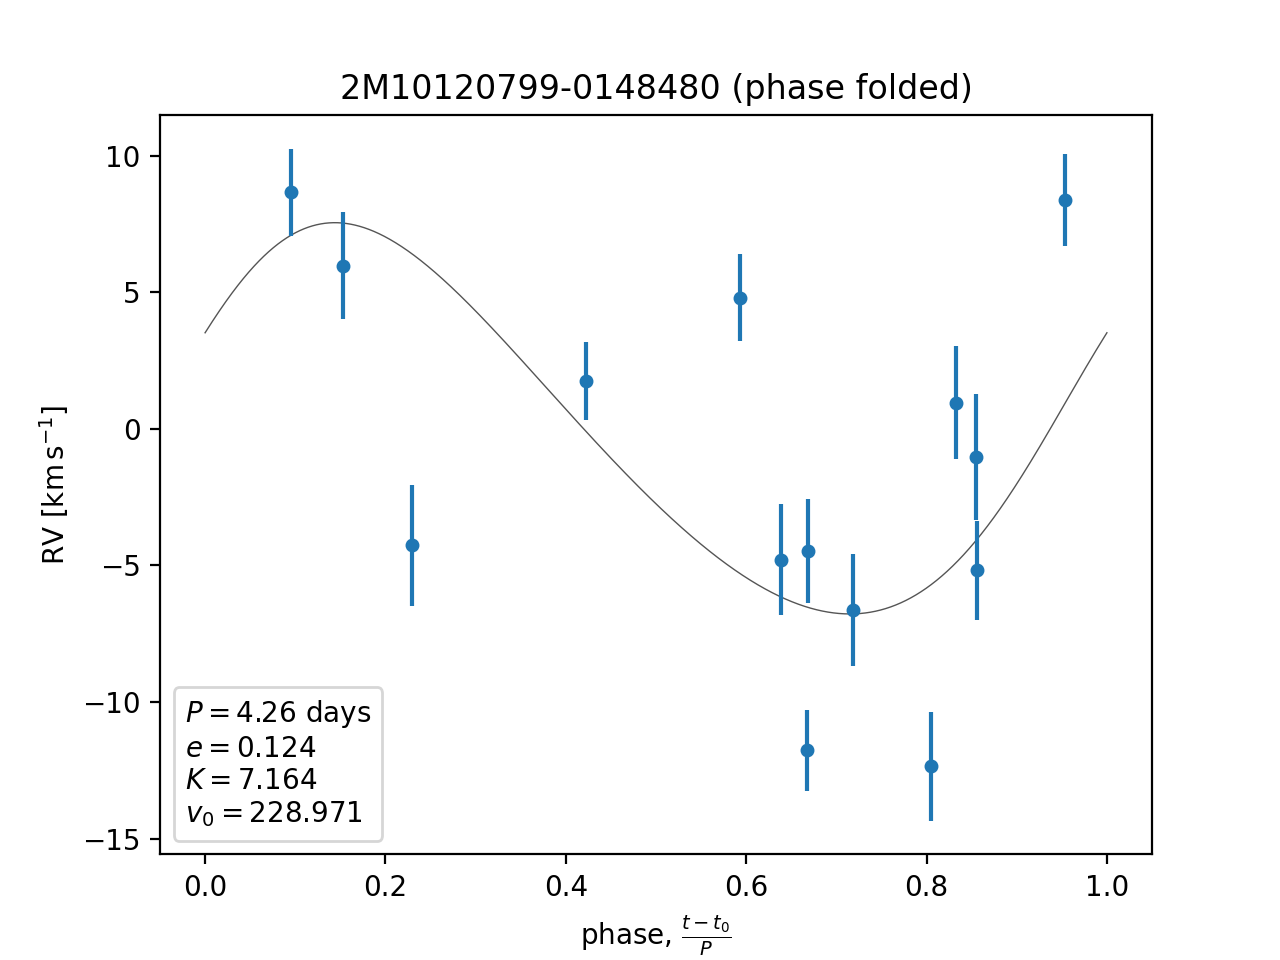 2M10120799-0148480 (phase folded)
10
5
0
−5
−10
−15
RV [km s⁻¹]
P = 4.26 days
e = 0.124
K = 7.164
v₀ = 228.971
0.0 0.2 0.4 0.6 0.8 1.0
phase, (t − t₀)/P